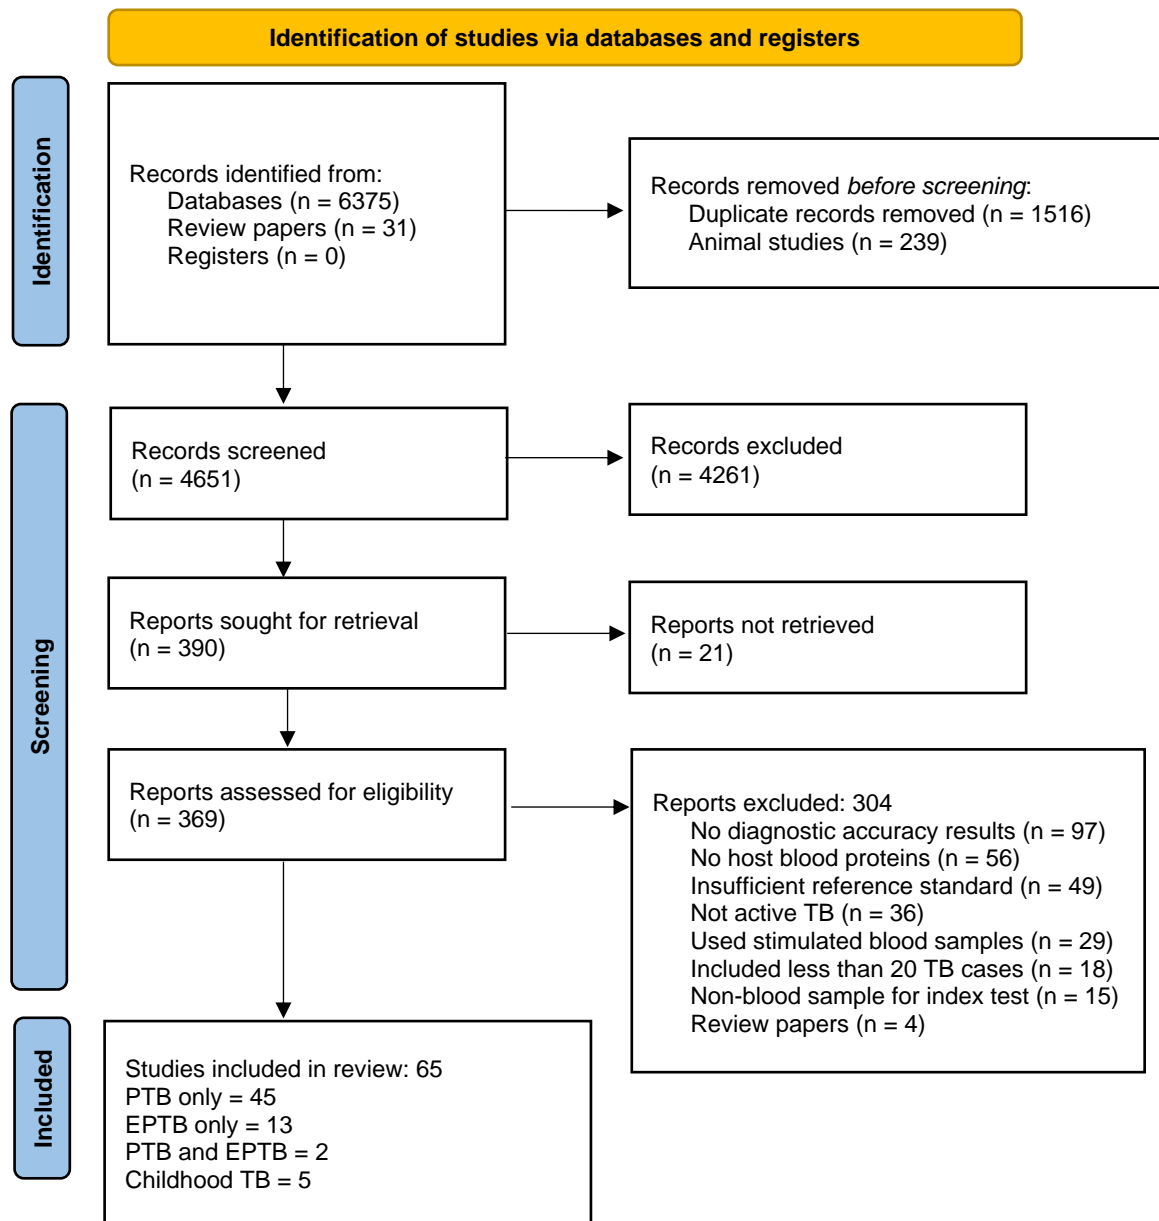 Identification of studies via databases and registers
Identification
Records identified from:
Databases (n = 6375)
Review papers (n = 31)
Registers (n = 0)
Records removed before screening:
Duplicate records removed (n = 1516)
Animal studies (n = 239)
Screening
Records screened
(n = 4651)
Records excluded
(n = 4261)
Reports sought for retrieval
(n = 390)
Reports not retrieved
(n = 21)
Reports assessed for eligibility
(n = 369)
Reports excluded: 304
No diagnostic accuracy results (n = 97)
No host blood proteins (n = 56)
Insufficient reference standard (n = 49)
Not active TB (n = 36)
Used stimulated blood samples (n = 29)
Included less than 20 TB cases (n = 18)
Non-blood sample for index test (n = 15)
Review papers (n = 4)
Included
Studies included in review: 65
PTB only = 45
EPTB only = 13
PTB and EPTB = 2
Childhood TB = 5